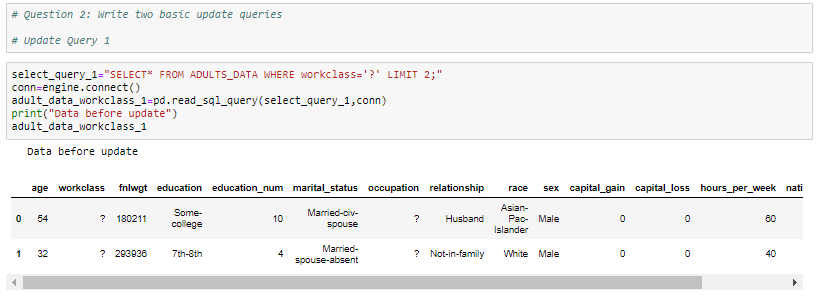 # Question 2: Write two basic update queries
# Update Query 1
select_query_1="SELECT* FROM ADULTS_DATA WHERE workclass='?' LIMIT 2;"
conn=engine.connect()
adult_data_workclass_1=pd.read_sql_query(select_query_1,conn)
print("Data before update")
adult_data_workclass_1
Data before update
age workclass fnlwgt education education_num marital_status occupation relationship race sex capital_gain capital_loss hours_per_week nati
0 54 ? 180211 Some-college 10 Married-civ-spouse ? Husband Asian-Pac-Islander Male 0 0 60
1 32 ? 293936 7th-8th 4 Married-spouse-absent ? Not-in-family White Male 0 0 40